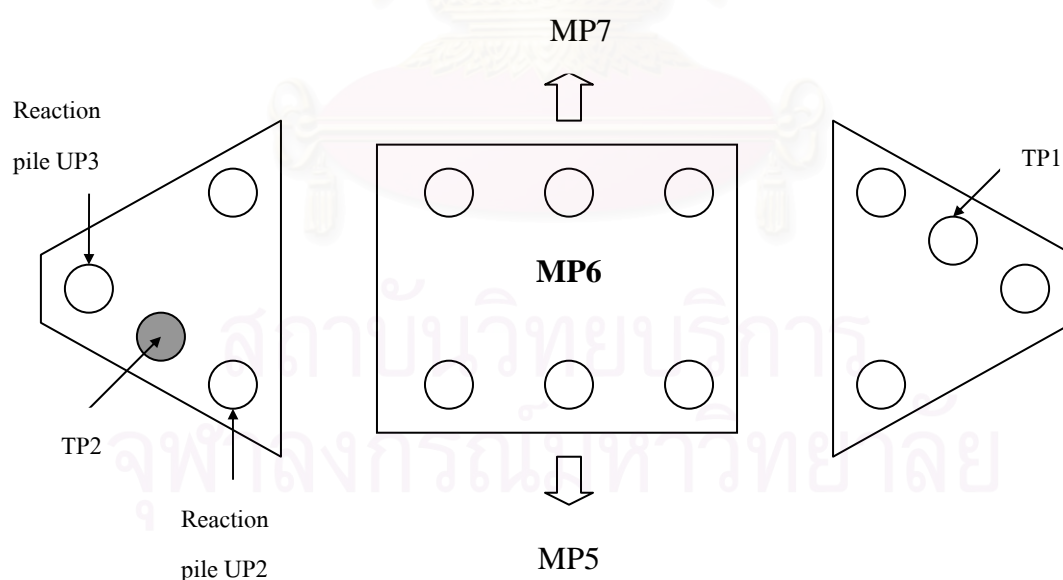 MP7
Reaction
pile UP3
TP1
MP6
สถาบันวิทยบริการ
TP2
จุฬาลงกรณ์มหาวิทยาลัย
Reaction
pile UP2
MP5